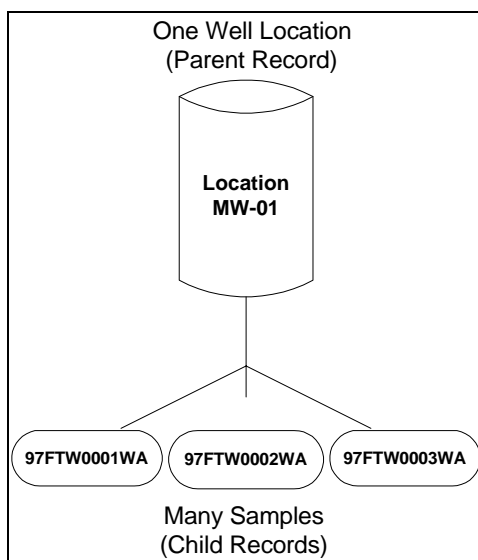 One Well Location
(Parent Record)
Location
MW-01
97FTW0001WA
97FTW0002WA
97FTW0003WA
Many Samples
(Child Records)